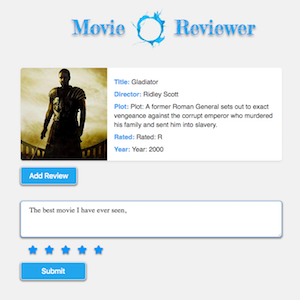 Movie Reviewer
Title: Gladiator
Director: Ridley Scott
Plot: Plot: A former Roman General sets out to exact
vengeance against the corrupt emperor who murdered
his family and sent him into slavery.
Rated: Rated: R
Year: Year: 2000
Add Review
The best movie I have ever seen,
Submit